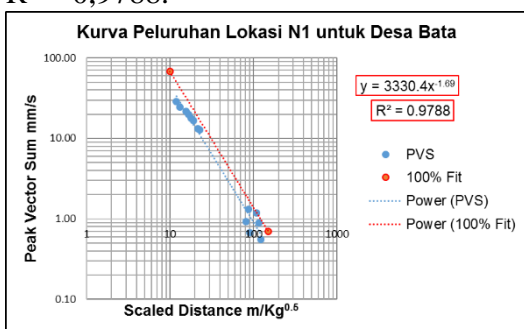 Kurva Peluruhan Lokasi N1 untuk Desa Bata
100.00
10.00
1.00
0.10
1
10
100
1000
Peak Vector Sum mm/s
Scaled Distance m/Kg^0.5
y = 3330.4x^-1.69
R² = 0.9788
PVS
100% Fit
Power (PVS)
Power (100% Fit)